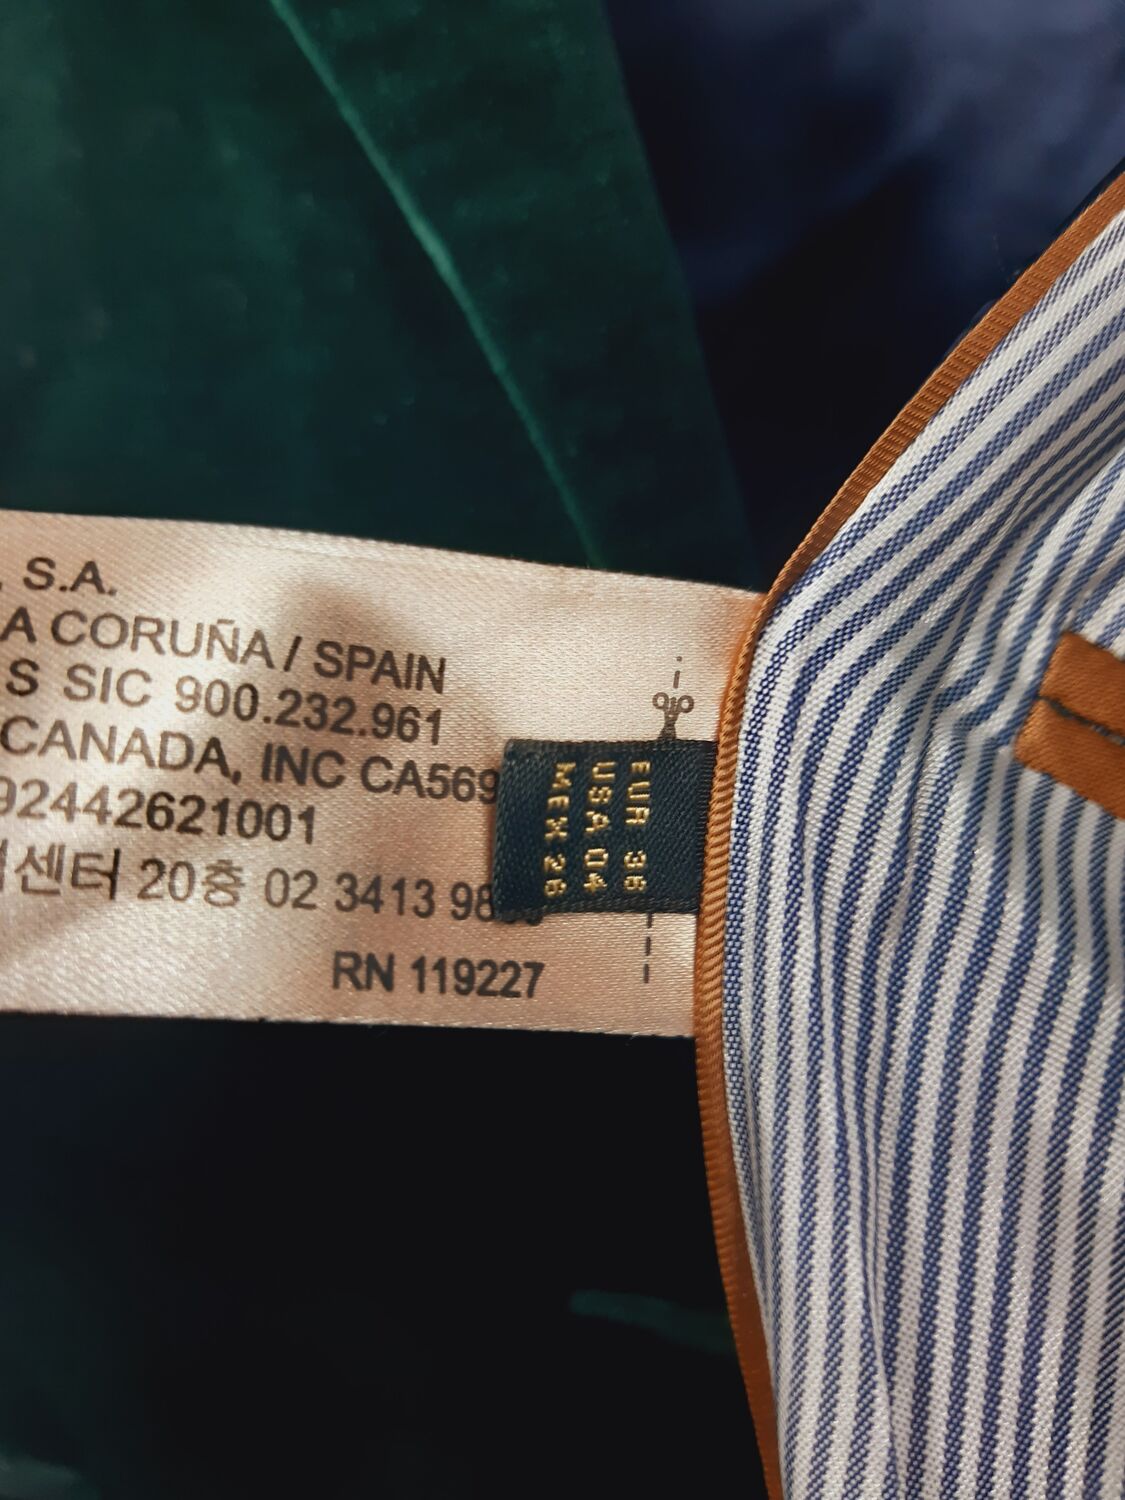 , S.A.
A CORUÑA / SPAIN
S SIC 900.232.961
CANADA, INC CA569
92442621001
센터 20층 02 3413 98
RN 119227
EUR 36
USA 04
MEX 26